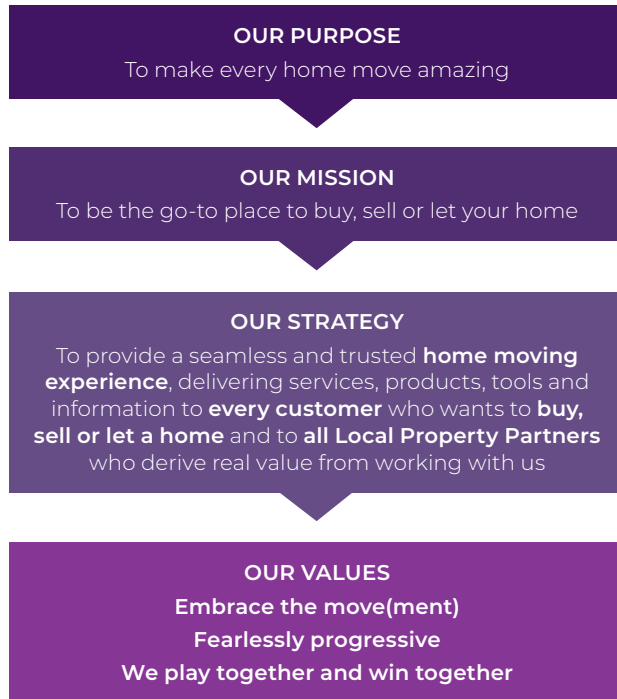 OUR PURPOSE
To make every home move amazing
OUR MISSION
To be the go-to place to buy, sell or let your home
OUR STRATEGY
To provide a seamless and trusted home moving
experience, delivering services, products, tools and
information to every customer who wants to buy,
sell or let a home and to all Local Property Partners
who derive real value from working with us
OUR VALUES
Embrace the move(ment)
Fearlessly progressive
We play together and win together